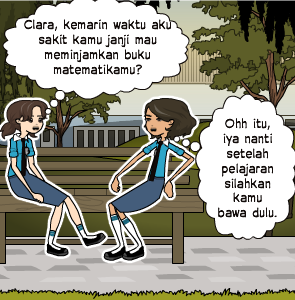 Clara, kemarin waktu aku
sakit kamu janji mau
meminjamkan buku
matematikamu?
Ohh itu,
iya nanti
setelah
pelajaran
silahkan
kamu
bawa dulu.